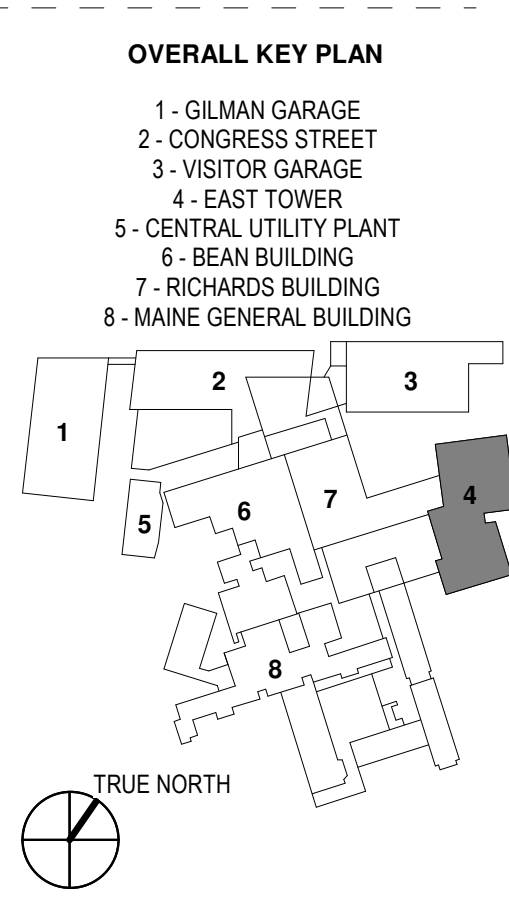 OVERALL KEY PLAN
1 - GILMAN GARAGE
2 - CONGRESS STREET
3 - VISITOR GARAGE
4 - EAST TOWER
5 - CENTRAL UTILITY PLANT
6 - BEAN BUILDING
7 - RICHARDS BUILDING
8 - MAINE GENERAL BUILDING
2
3
1
4
7
6
5
8
TRUE NORTH